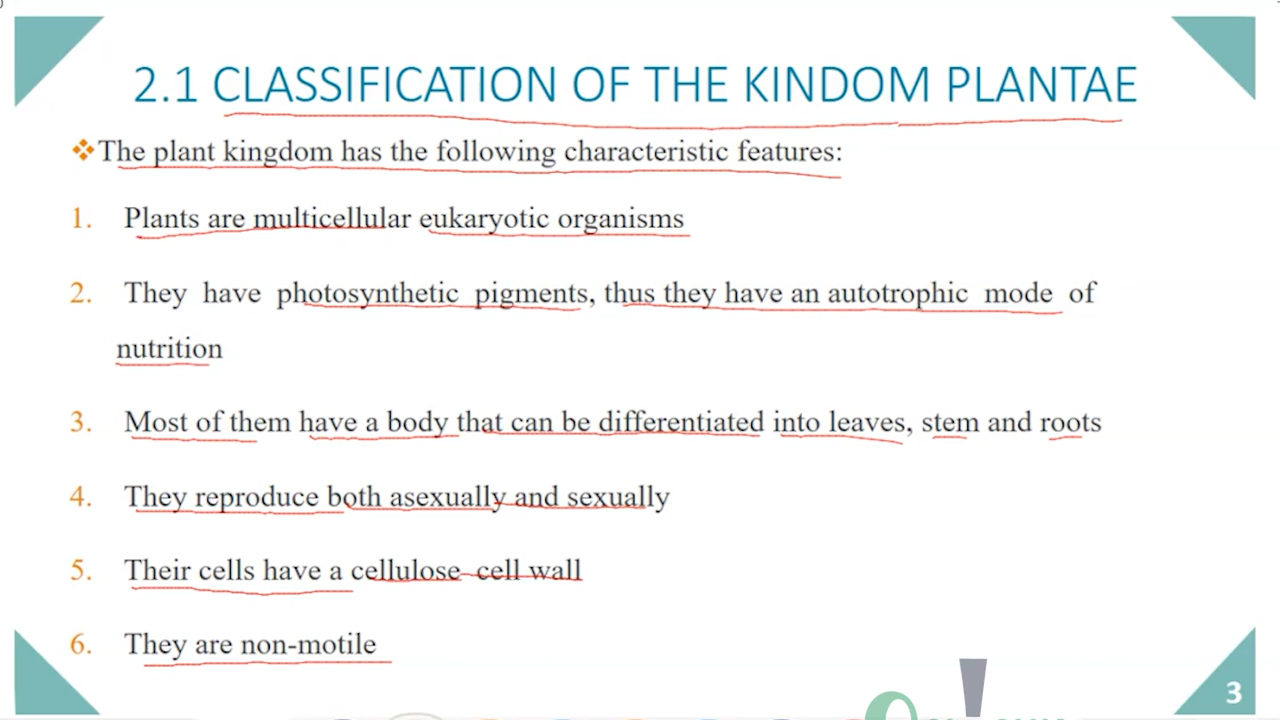 2.1 CLASSIFICATION OF THE KINDOM PLANTAE
❖The plant kingdom has the following characteristic features:
1. Plants are multicellular eukaryotic organisms
2. They have photosynthetic pigments, thus they have an autotrophic mode of
nutrition
3. Most of them have a body that can be differentiated into leaves, stem and roots
4. They reproduce both asexually and sexually
5. Their cells have a cellulose cell wall
6. They are non-motile
3